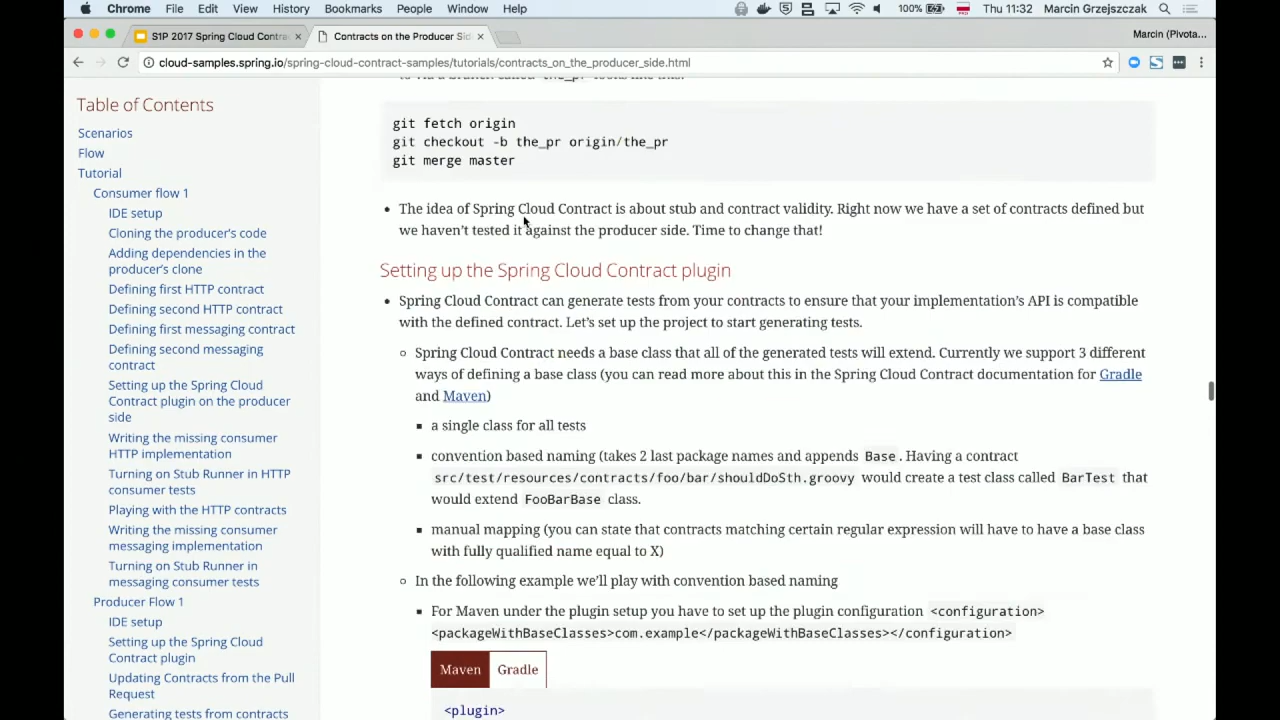 Chrome File Edit View History Bookmarks People Window Help 100% Thu 11:32 Marcin Grzejszczak
S1P 2017 Spring Cloud Contra × Contracts on the Producer Sid × Marcin (Pivota...
cloud-samples.spring.io/spring-cloud-contract-samples/tutorials/contracts_on_the_producer_side.html
Table of Contents
Scenarios
Flow
Tutorial
Consumer flow 1
IDE setup
Cloning the producer's code
Adding dependencies in the
producer's clone
Defining first HTTP contract
Defining second HTTP contract
Defining first messaging contract
Defining second messaging
contract
Setting up the Spring Cloud
Contract plugin on the producer
side
Writing the missing consumer
HTTP implementation
Turning on Stub Runner in HTTP
consumer tests
Playing with the HTTP contracts
Writing the missing consumer
messaging implementation
Turning on Stub Runner in
messaging consumer tests
Producer Flow 1
IDE setup
Setting up the Spring Cloud
Contract plugin
Updating Contracts from the Pull
Request
Generating tests from contracts
git fetch origin
git checkout -b the_pr origin/the_pr
git merge master
• The idea of Spring Cloud Contract is about stub and contract validity. Right now we have a set of contracts defined but
we haven't tested it against the producer side. Time to change that!
Setting up the Spring Cloud Contract plugin
• Spring Cloud Contract can generate tests from your contracts to ensure that your implementation's API is compatible
with the defined contract. Let's set up the project to start generating tests.
◦ Spring Cloud Contract needs a base class that all of the generated tests will extend. Currently we support 3 different
ways of defining a base class (you can read more about this in the Spring Cloud Contract documentation for Gradle
and Maven)
▪ a single class for all tests
▪ convention based naming (takes 2 last package names and appends Base. Having a contract
src/test/resources/contracts/foo/bar/shouldDoSth.groovy would create a test class called BarTest that
would extend FooBarBase class.
▪ manual mapping (you can state that contracts matching certain regular expression will have to have a base class
with fully qualified name equal to X)
◦ In the following example we'll play with convention based naming
▪ For Maven under the plugin setup you have to set up the plugin configuration <configuration>
<packageWithBaseClasses>com.example</packageWithBaseClasses></configuration>
Maven Gradle
<plugin>